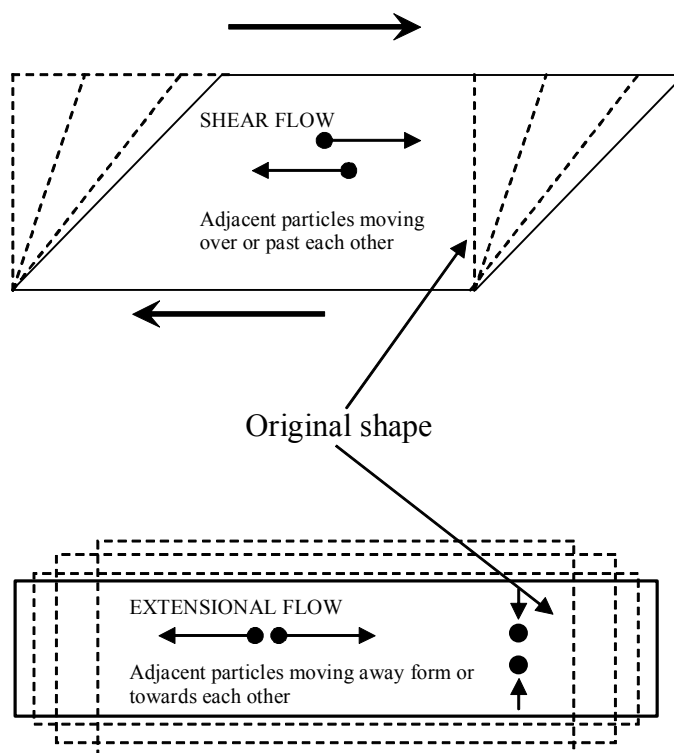 SHEAR FLOW
Adjacent particles moving
over or past each other
Original shape
EXTENSIONAL FLOW
Adjacent particles moving away form or
towards each other